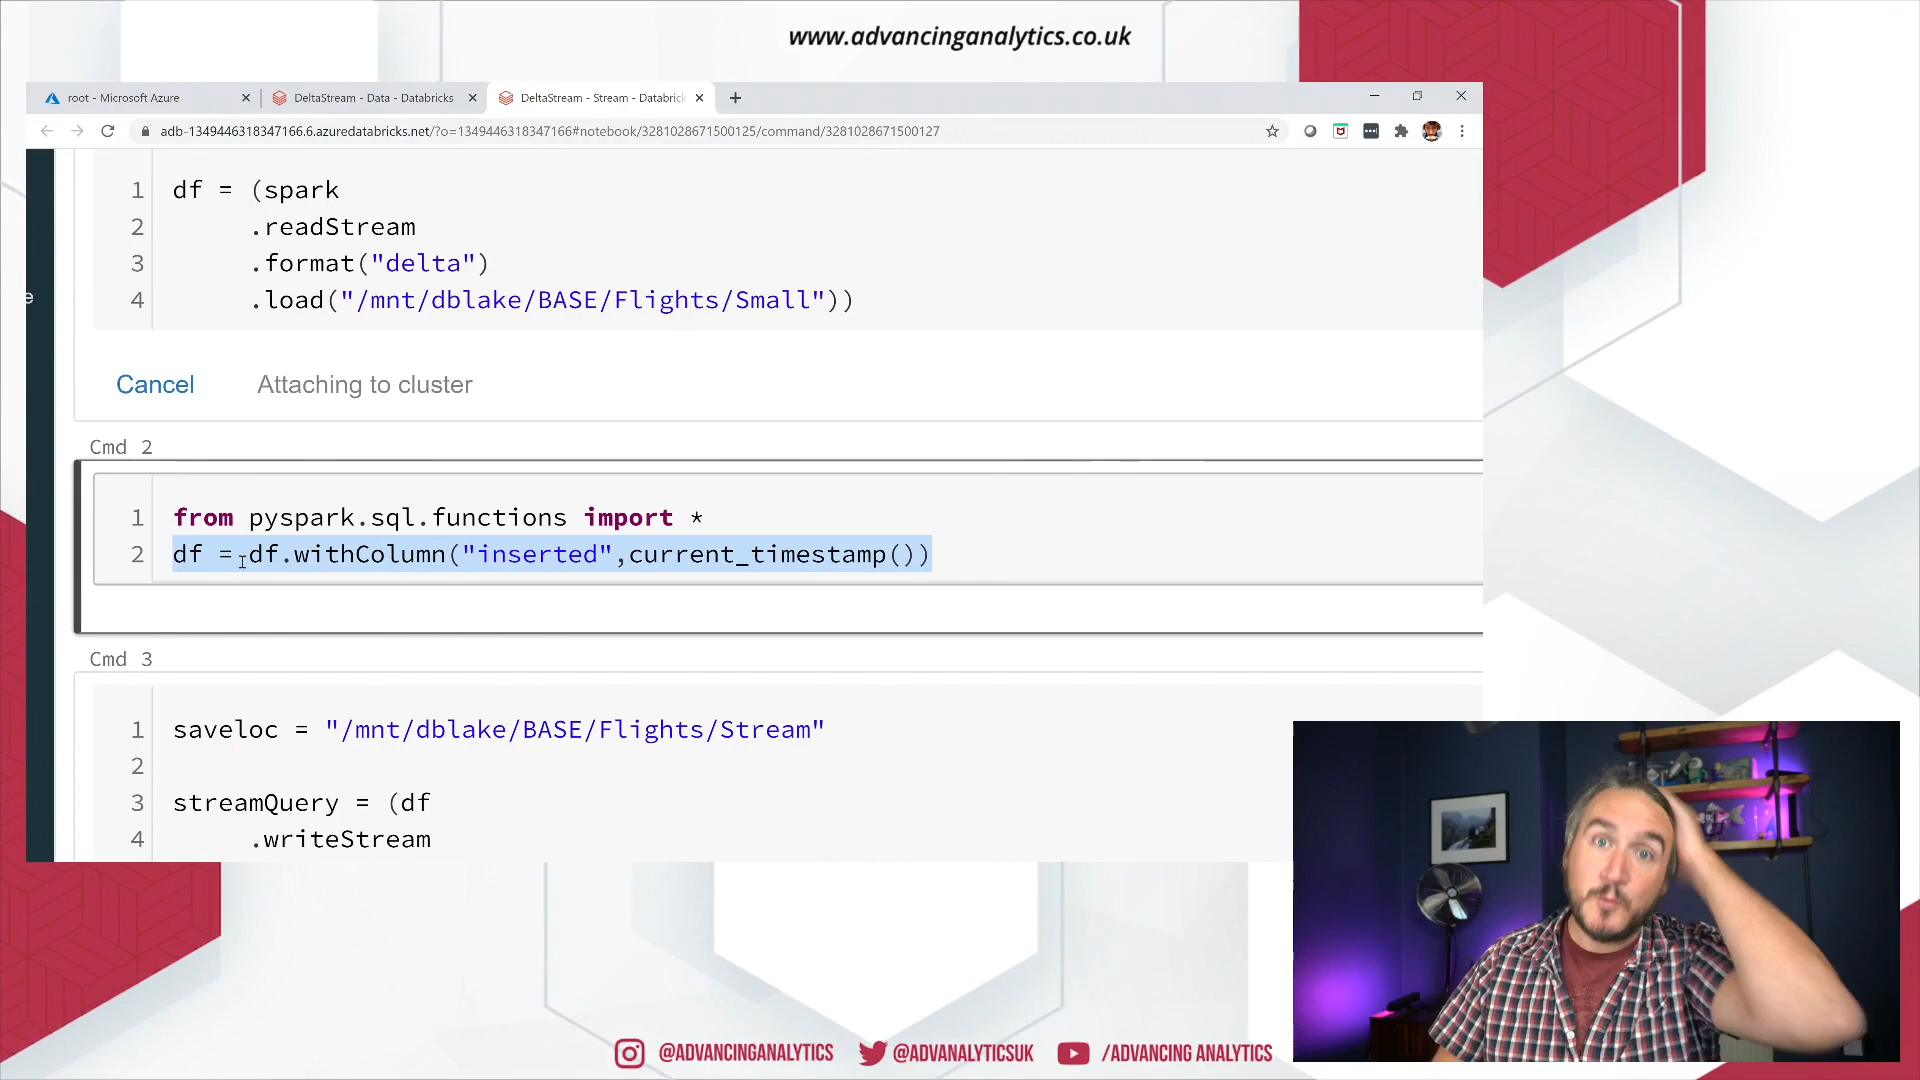 www.advancinganalytics.co.uk
root - Microsoft Azure
DeltaStream - Data - Databricks
DeltaStream - Stream - Databric
adb-1349446318347166.6.azuredatabricks.net/?o=1349446318347166#notebook/3281028671500125/command/3281028671500127
1 df = (spark
2 .readStream
3 .format("delta")
4 .load("/mnt/dblake/BASE/Flights/Small"))
e
Cancel Attaching to cluster
Cmd 2
1 from pyspark.sql.functions import *
2 df = df.withColumn("inserted",current_timestamp())
Cmd 3
1 saveloc = "/mnt/dblake/BASE/Flights/Stream"
2
3 streamQuery = (df
4 .writeStream
@ADVANCINGANALYTICS @ADVANALYTICSUK /ADVANCING ANALYTICS